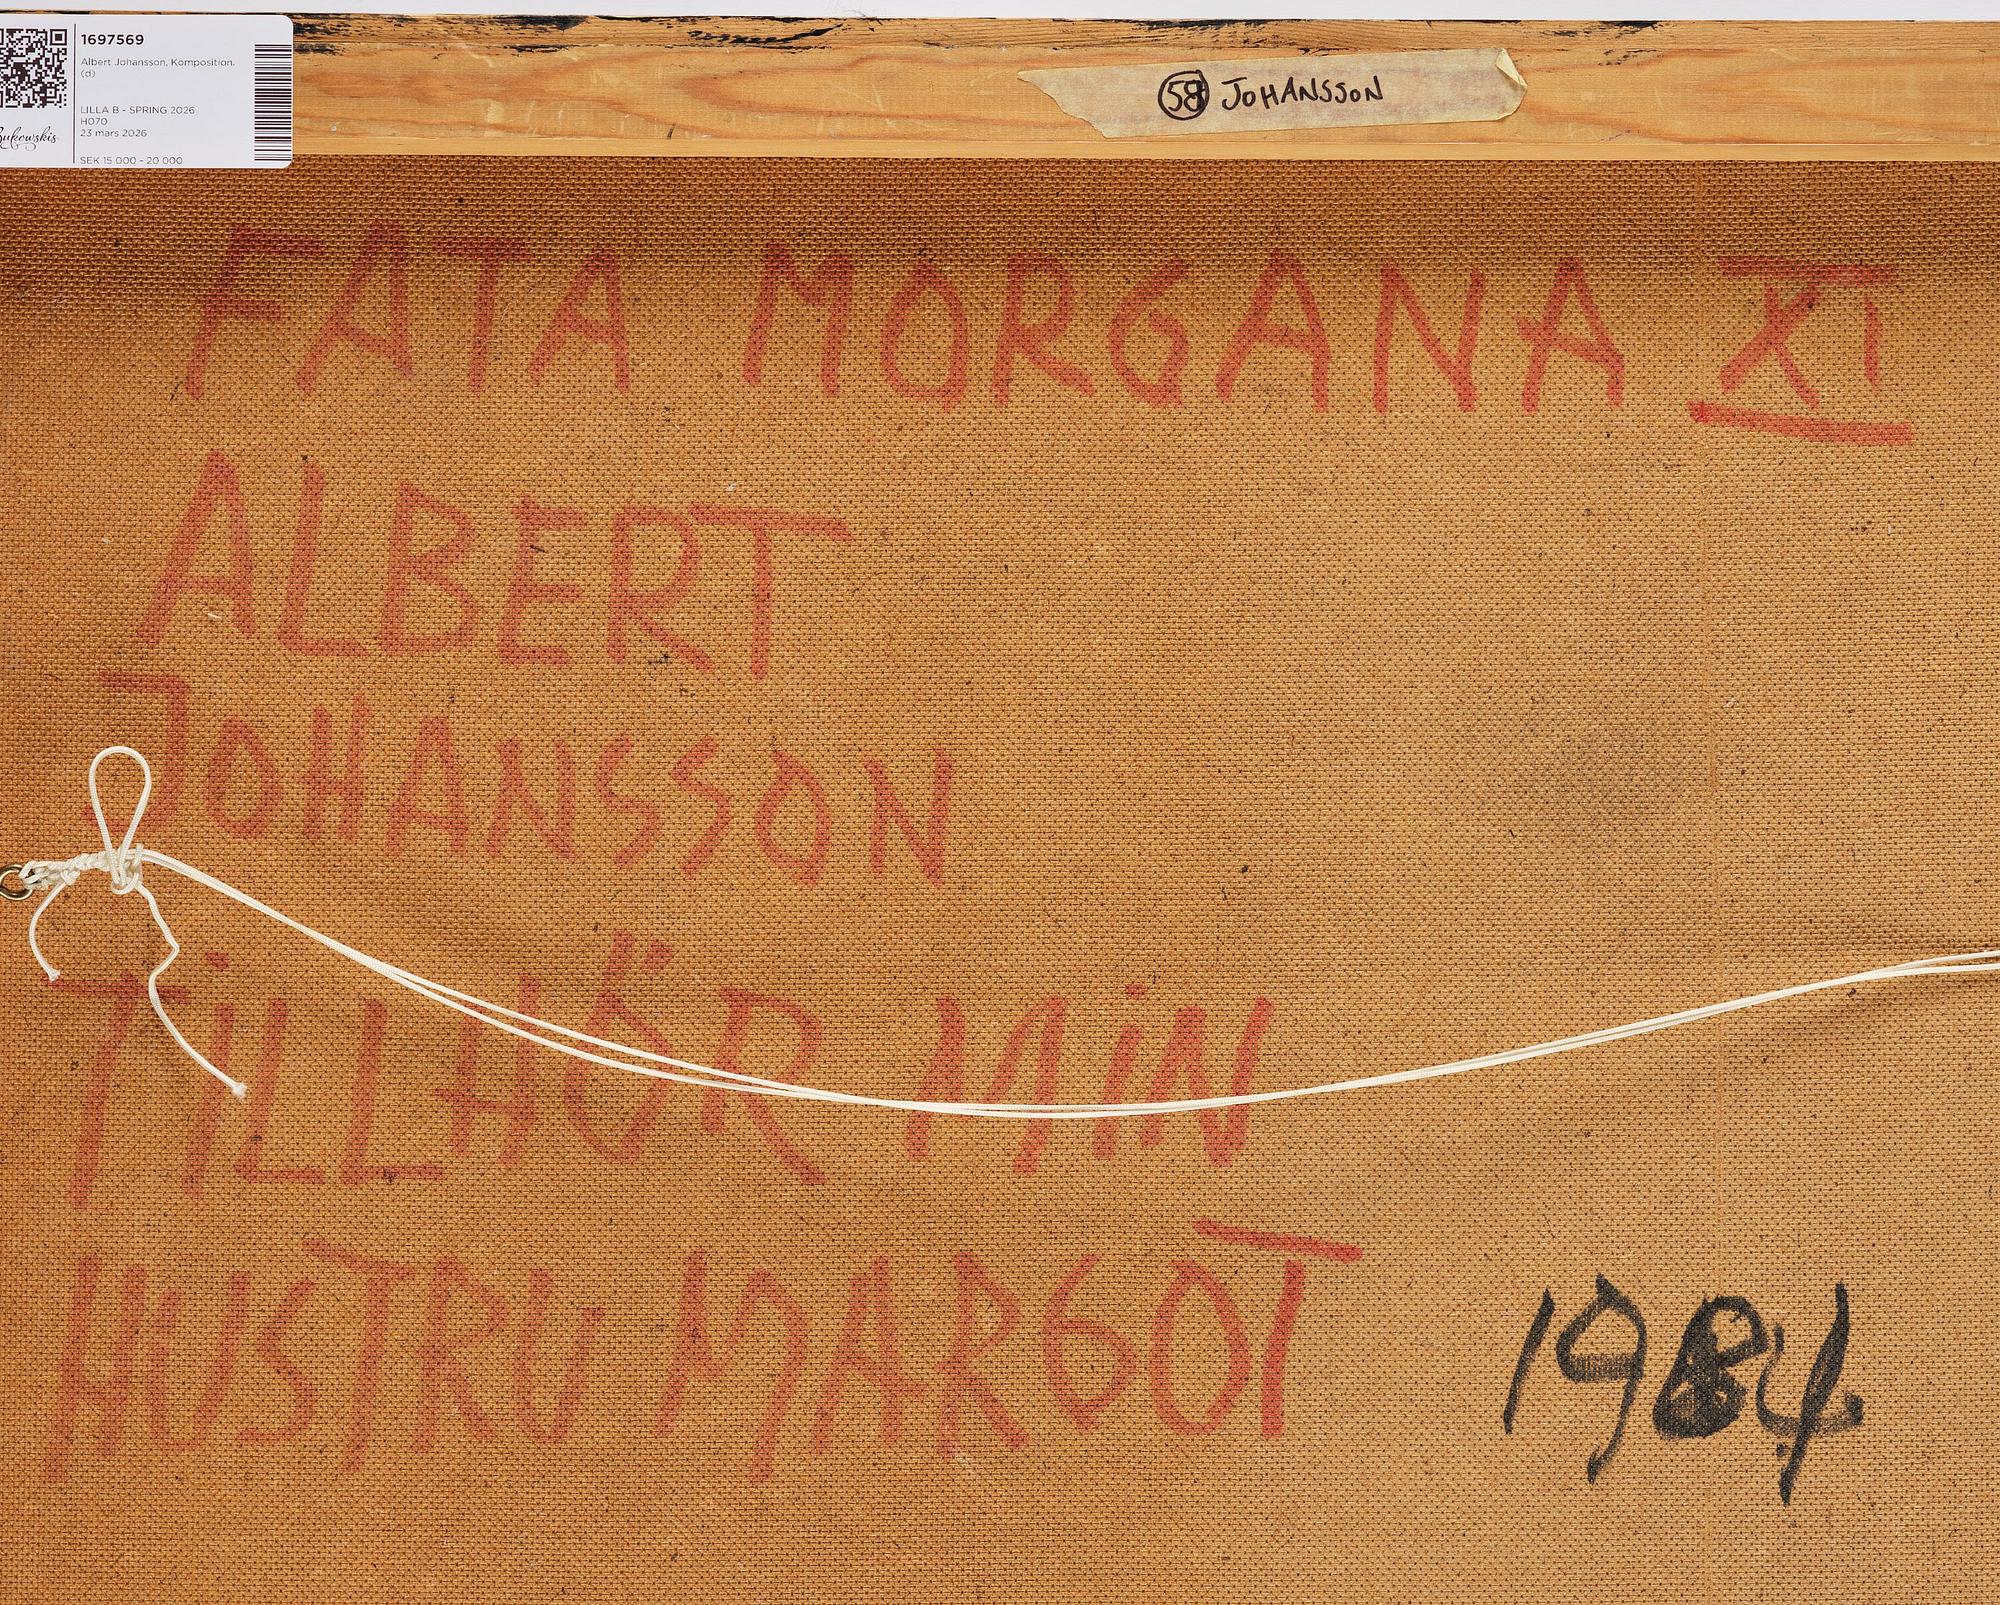 1697569
Albert Johansson, Komposition.
(d)
LILLA B - SPRING 2026
H070
23 mars 2026
SEK 15 000 - 20 000
Bukowskis
58 JOHANSSON
FATA MORGANA XI
ALBERT
JOHANSSON
TiLLHÖR MiN
HUSTRU MARGOT
1984.